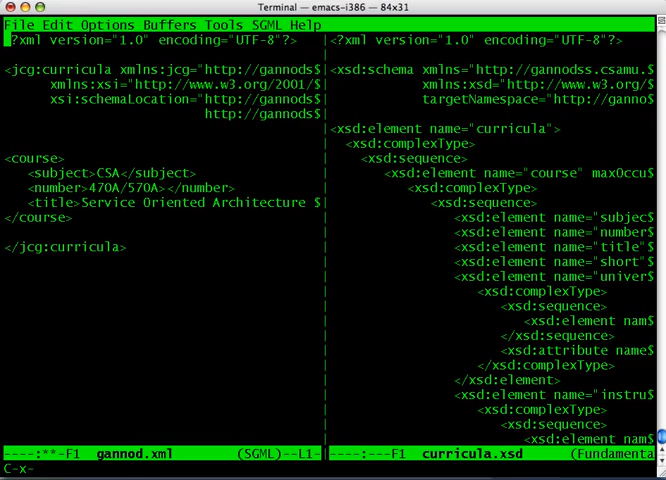 Terminal — emacs-i386 — 84x31
File Edit Options Buffers Tools SGML Help
?xml version="1.0" encoding="UTF-8"?>
<jcg:curricula xmlns:jcg="http://gannods$
xmlns:xsi="http://www.w3.org/2001/$
xsi:schemaLocation="http://gannods$
http://gannods$
<course>
<subject>CSA</subject>
<number>470A/570A></number>
<title>Service Oriented Architecture $
</course>
</jcg:curricula>
----:**-F1 gannod.xml (SGML)--L1-
<?xml version="1.0" encoding="UTF-8"?>
<xsd:schema xmlns="http://gannodss.csamu.$
xmlns:xsd="http://www.w3.org/$
targetNamespace="http://ganno$
<xsd:element name="curricula">
<xsd:complexType>
<xsd:sequence>
<xsd:element name="course" maxOccu$
<xsd:complexType>
<xsd:sequence>
<xsd:element name="subjec$
<xsd:element name="number$
<xsd:element name="title"$
<xsd:element name="short"$
<xsd:element name="univer$
<xsd:complexType>
<xsd:sequence>
<xsd:element nam$
</xsd:sequence>
<xsd:attribute name$
</xsd:complexType>
</xsd:element>
<xsd:element name="instru$
<xsd:complexType>
<xsd:sequence>
<xsd:element nam$
----:---F1 curricula.xsd (Fundamenta
C-x-